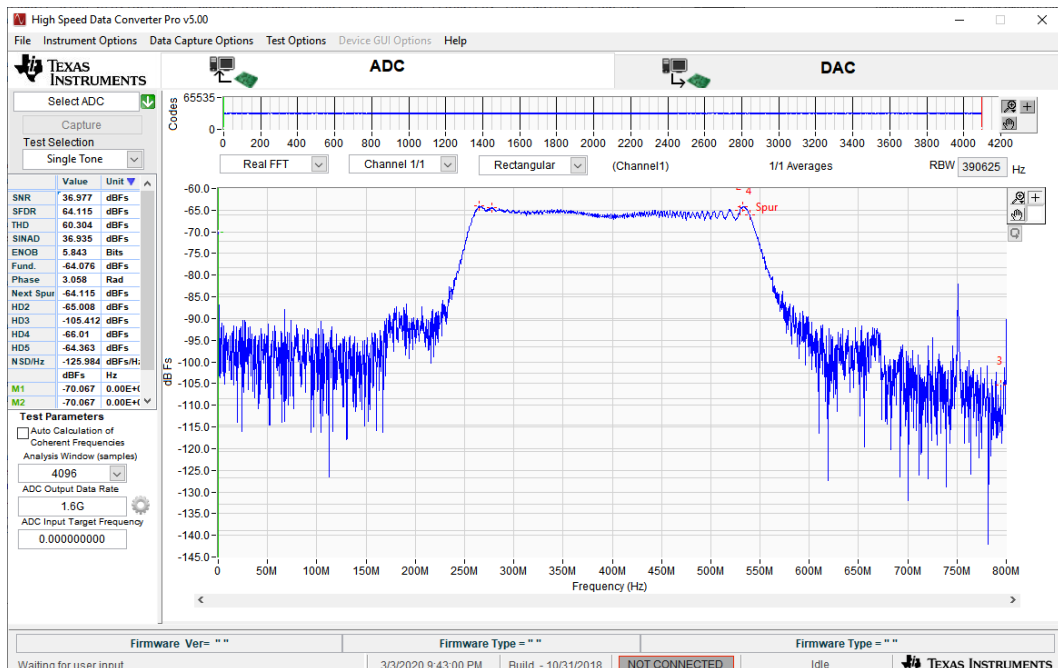 High Speed Data Converter Pro v5.00
File Instrument Options Data Capture Options Test Options Device GUI Options Help
TEXAS INSTRUMENTS
ADC
DAC
Select ADC
Capture
Test Selection
Single Tone
Codes
65535
0
0 200 400 600 800 1000 1200 1400 1600 1800 2000 2200 2400 2600 2800 3000 3200 3400 3600 3800 4000 4200
Real FFT
Channel 1/1
Rectangular
(Channel1)
1/1 Averages
RBW 390625 Hz
Value Unit
SNR 36.977 dBFs
SFDR 64.115 dBFs
THD 60.304 dBFs
SINAD 36.935 dBFs
ENOB 5.843 Bits
Fund. -64.076 dBFs
Phase 3.058 Rad
Next Spur -64.115 dBFs
HD2 -65.008 dBFs
HD3 -105.412 dBFs
HD4 -66.01 dBFs
HD5 -64.363 dBFs
NSD/Hz -125.984 dBFs/Hz
dBFs Hz
M1 -70.067 0.00E+0
M2 -70.067 0.00E+0
Test Parameters
Auto Calculation of
Coherent Frequencies
Analysis Window (samples)
4096
ADC Output Data Rate
1.6G
ADC Input Target Frequency
0.000000000
dB Fs
-60.0
-65.0
-70.0
-75.0
-80.0
-85.0
-90.0
-95.0
-100.0
-105.0
-110.0
-115.0
-120.0
-125.0
-130.0
-135.0
-140.0
-145.0
4
Spur
3
0 50M 100M 150M 200M 250M 300M 350M 400M 450M 500M 550M 600M 650M 700M 750M 800M
Frequency (Hz)
Firmware Ver= " "
Firmware Type = " "
Firmware Type = " "
Waiting for user input
3/3/2020 9:43:00 PM
Build - 10/31/2018
NOT CONNECTED
Idle
TEXAS INSTRUMENTS